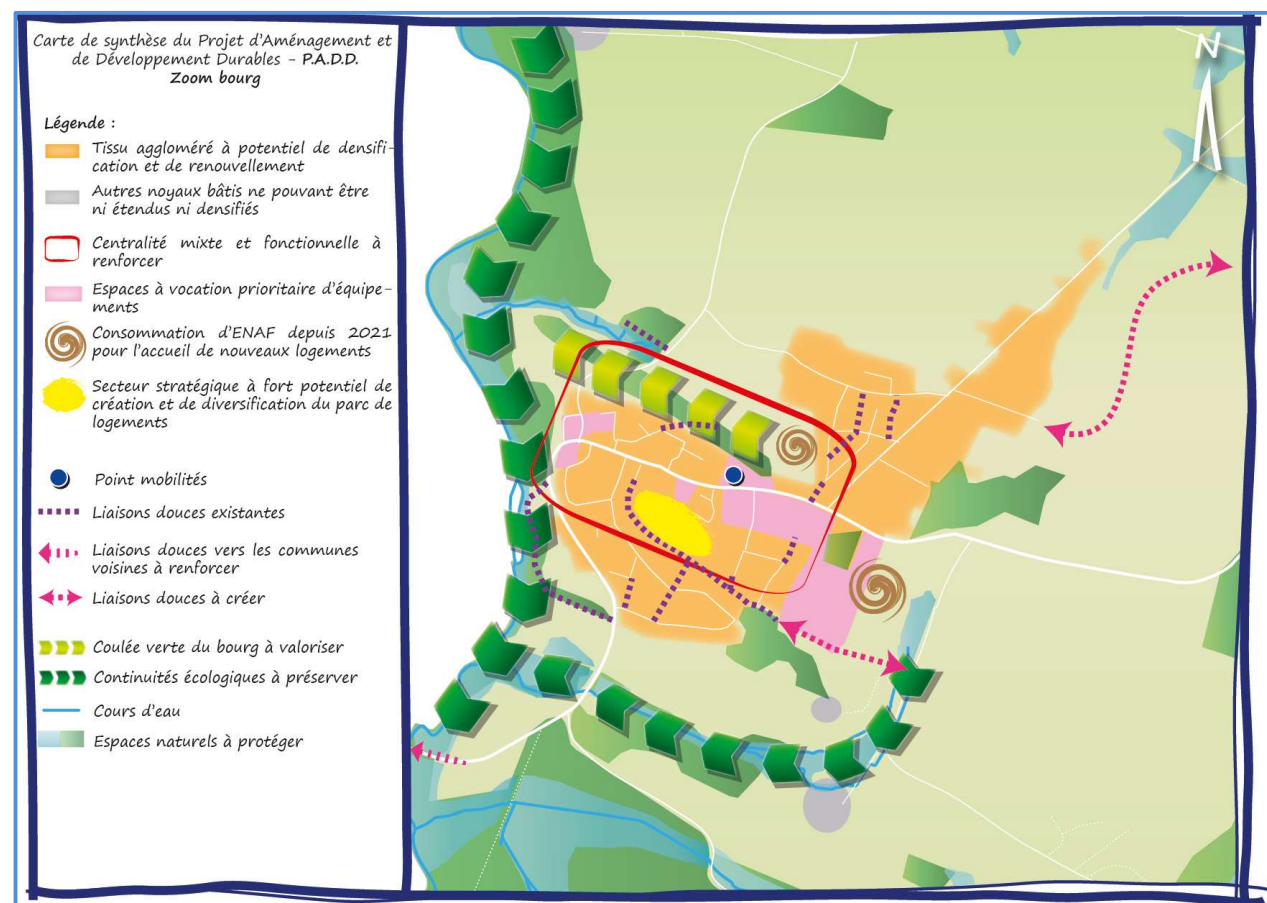 Carte de synthèse du Projet d'Aménagement et
de Développement Durables - P.A.D.D.
Zoom bourg
Légende :
Tissu aggloméré à potentiel de densifi-
cation et de renouvellement
Autres noyaux bâtis ne pouvant être
ni étendus ni densifiés
Centralité mixte et fonctionnelle à
renforcer
Espaces à vocation prioritaire d'équipe-
ments
Consommation d'ENAF depuis 2021
pour l'accueil de nouveaux logements
Secteur stratégique à fort potentiel de
création et de diversification du parc de
logements
Point mobilités
Liaisons douces existantes
Liaisons douces vers les communes
voisines à renforcer
Liaisons douces à créer
Coulée verte du bourg à valoriser
Continuités écologiques à préserver
Cours d'eau
Espaces naturels à protéger
N